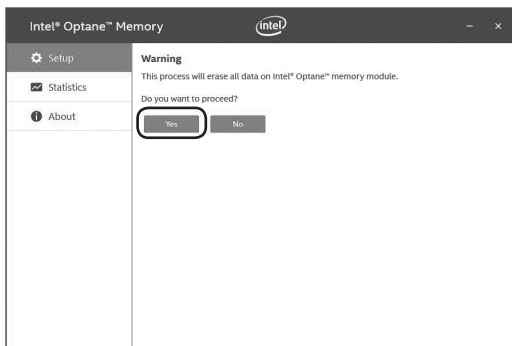 Intel® Optane™ Memory
intel®
Setup
Statistics
About
Warning
This process will erase all data on Intel® Optane™ memory module.
Do you want to proceed?
Yes No